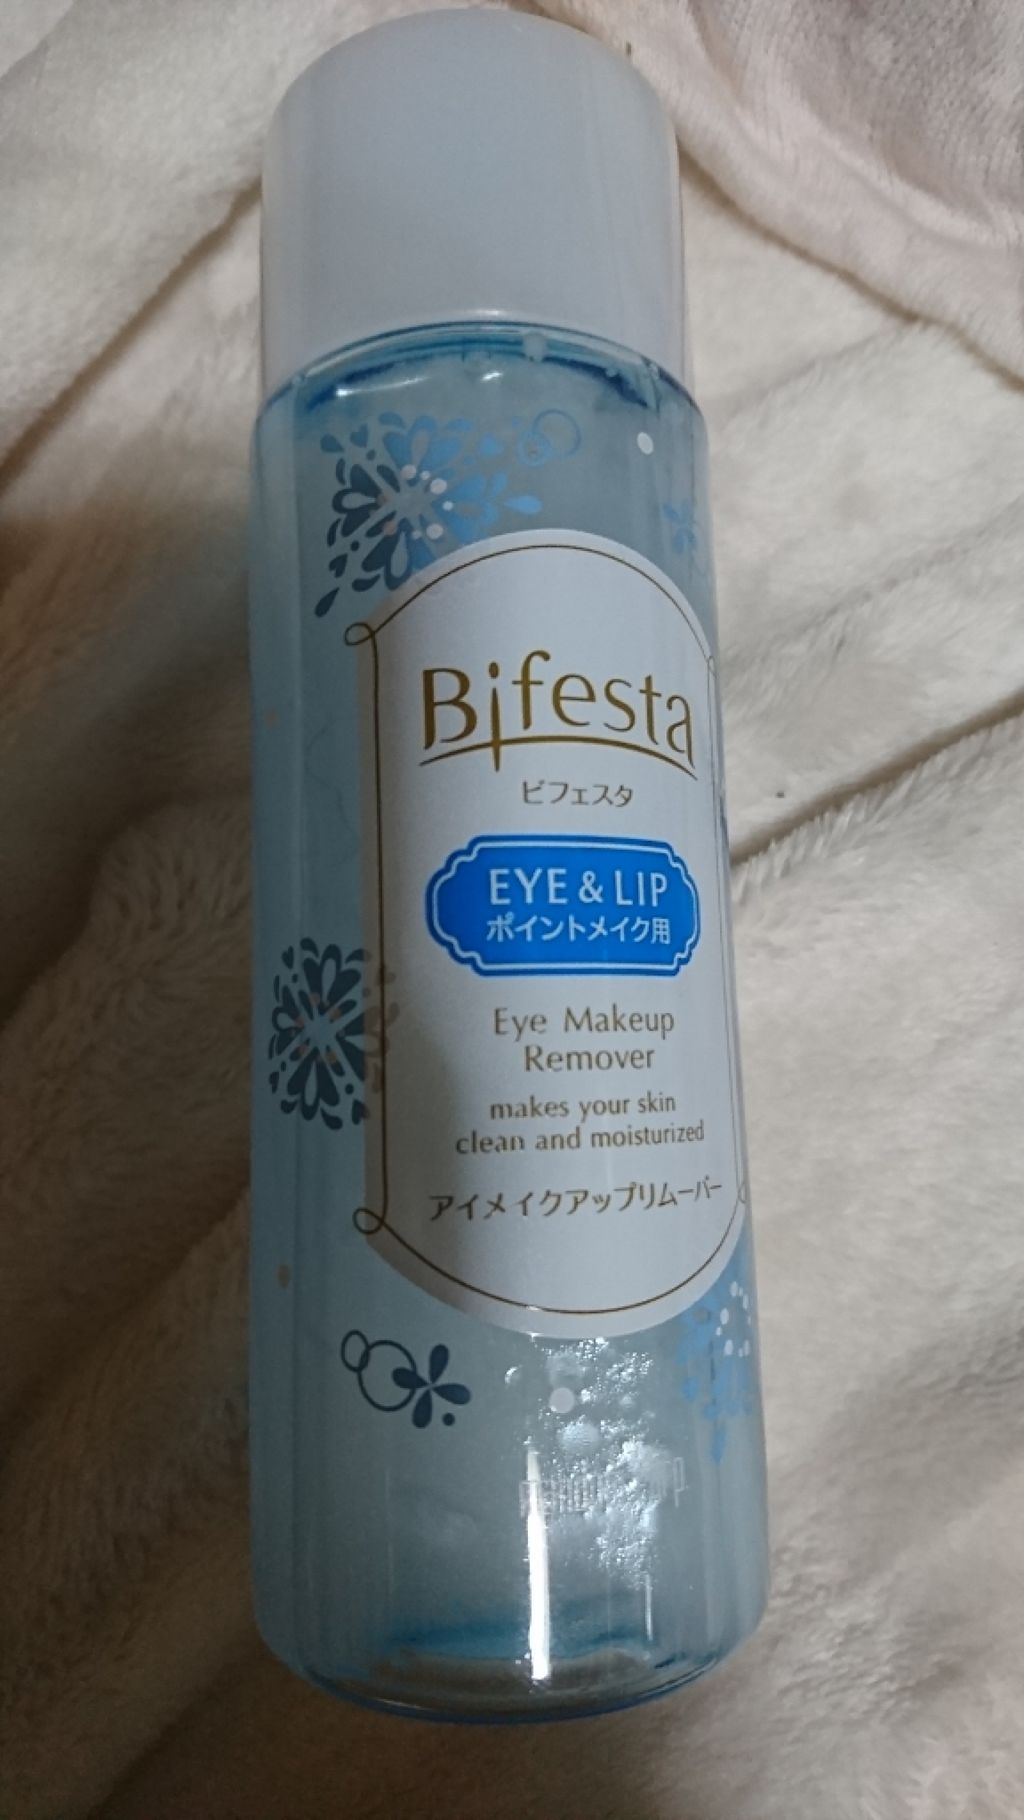 Bifesta
ビフェスタ
EYE & LIP
ポイントメイク用
Eye Makeup
Remover
makes your skin
clean and moisturized
アイメイクアップリムーバー